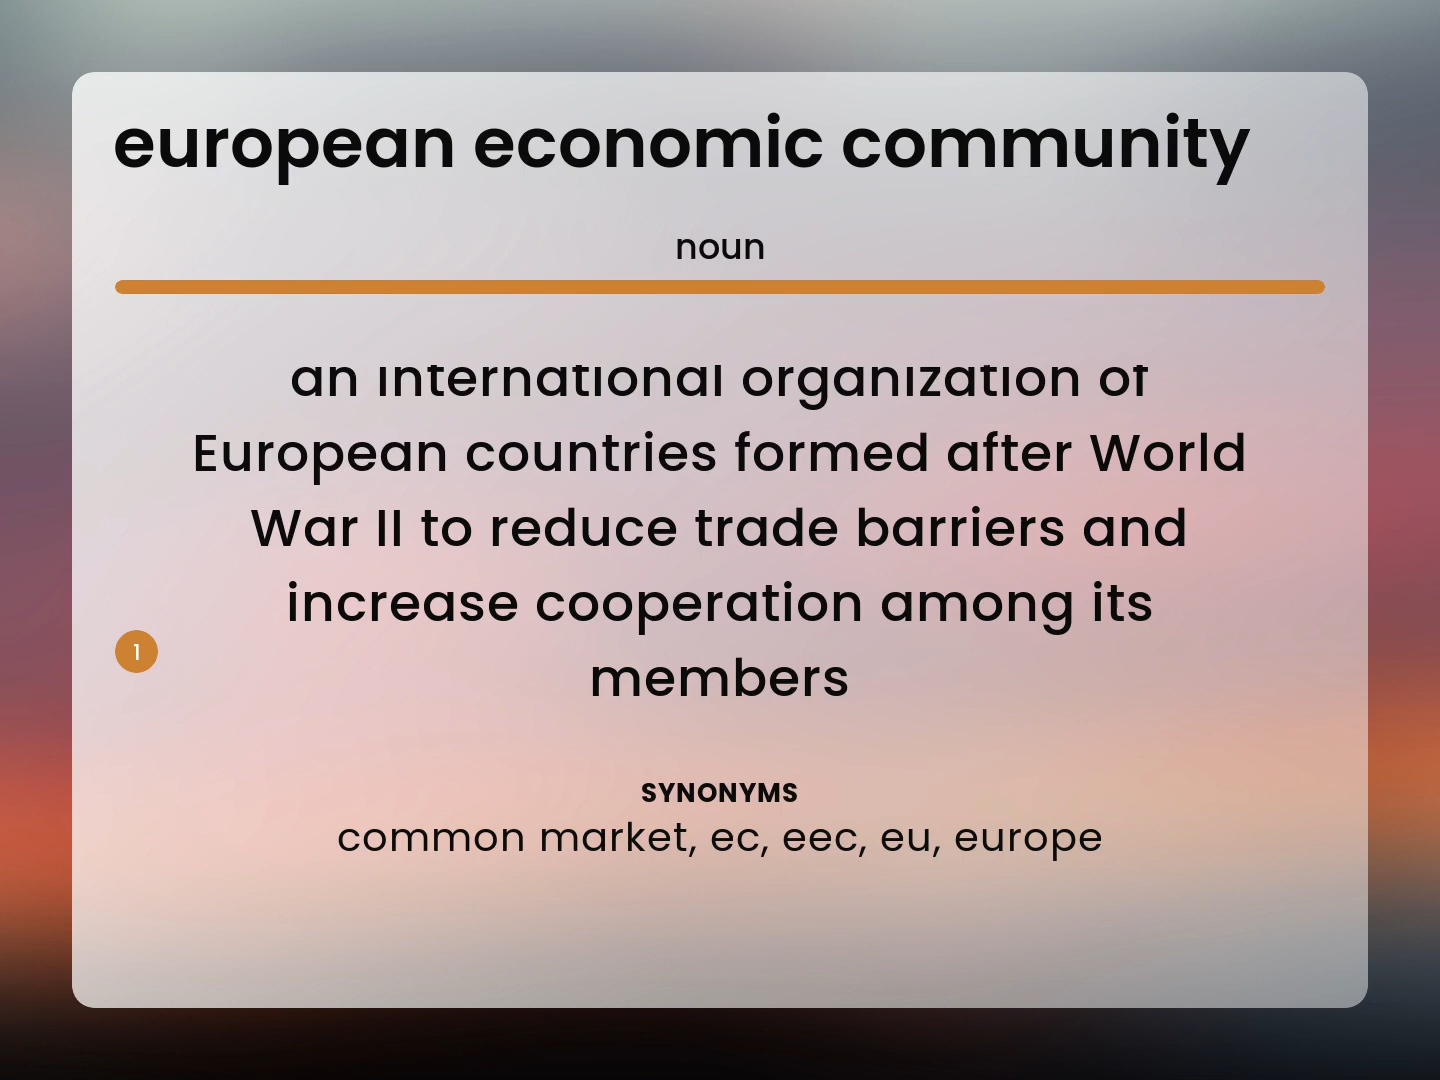 european economic community
noun
an international organization of
European countries formed after World
War II to reduce trade barriers and
increase cooperation among its
members
1
SYNONYMS
common market, ec, eec, eu, europe